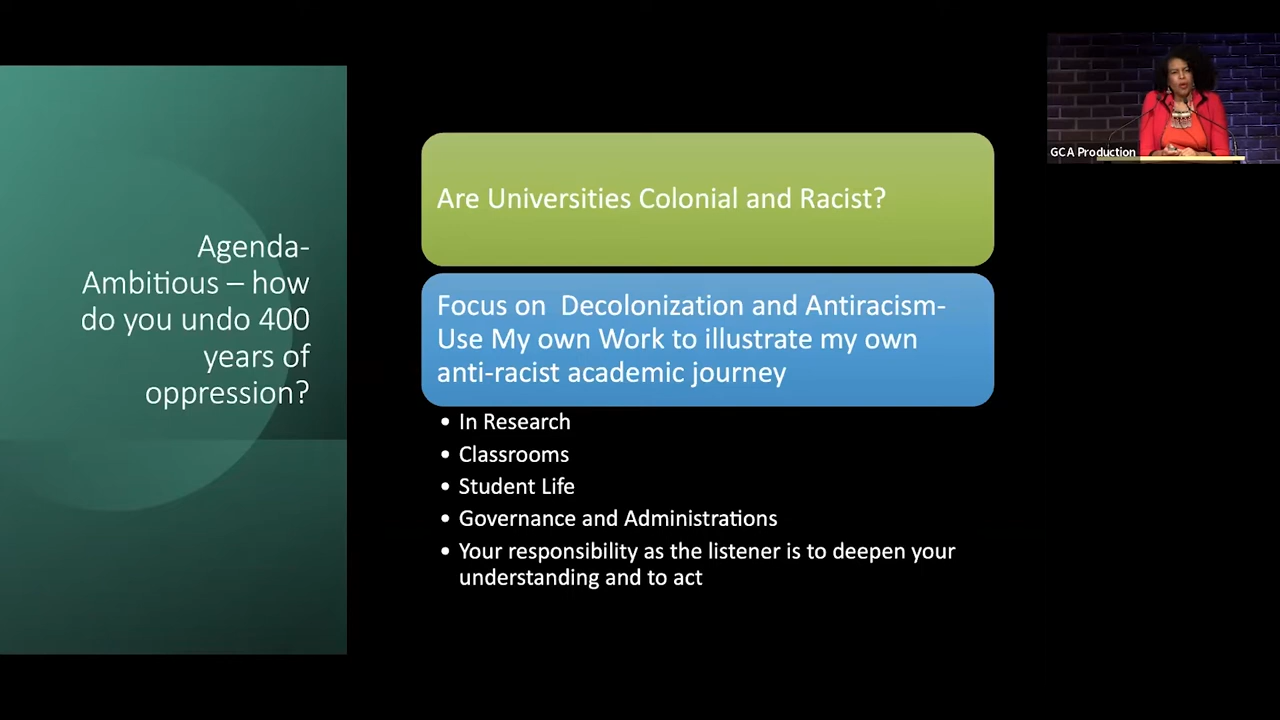 Agenda-
Ambitious – how
do you undo 400
years of
oppression?
Are Universities Colonial and Racist?
Focus on  Decolonization and Antiracism-
Use My own Work to illustrate my own
anti-racist academic journey
• In Research
• Classrooms
• Student Life
• Governance and Administrations
• Your responsibility as the listener is to deepen your
understanding and to act
GCA Production